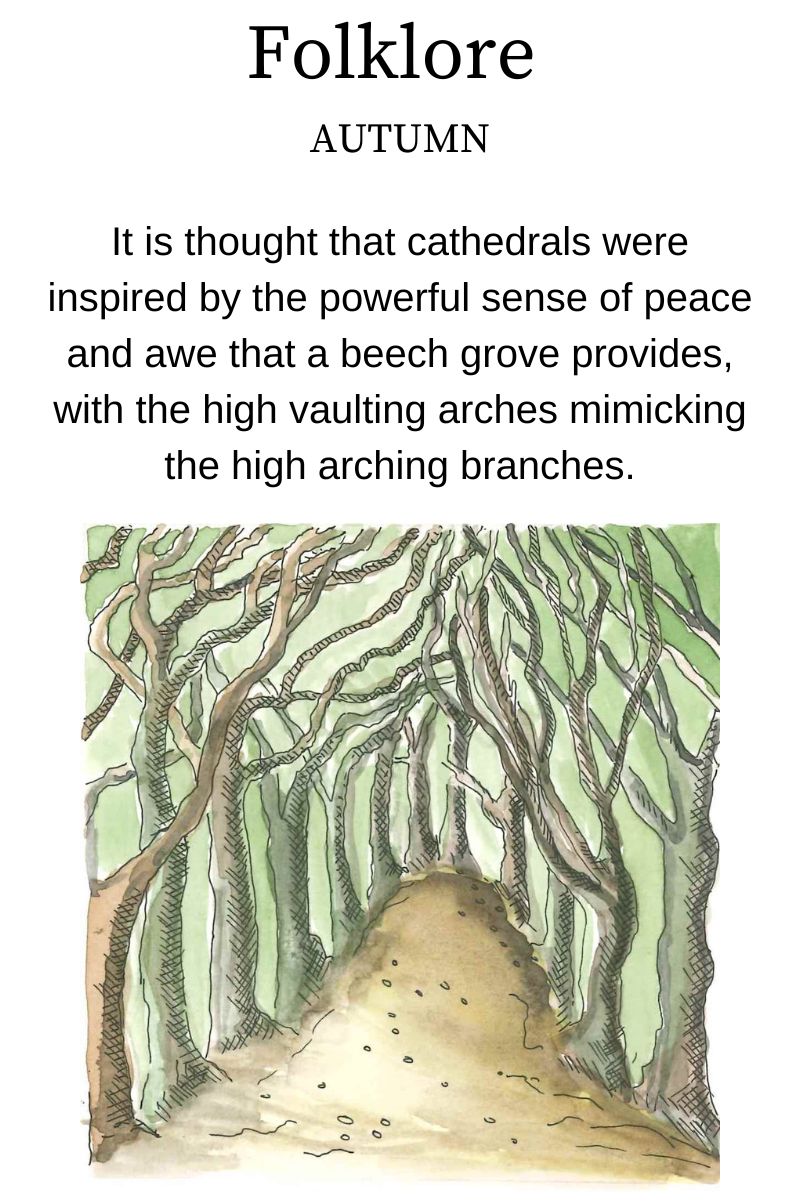 Folklore
AUTUMN
It is thought that cathedrals were
inspired by the powerful sense of peace
and awe that a beech grove provides,
with the high vaulting arches mimicking
the high arching branches.